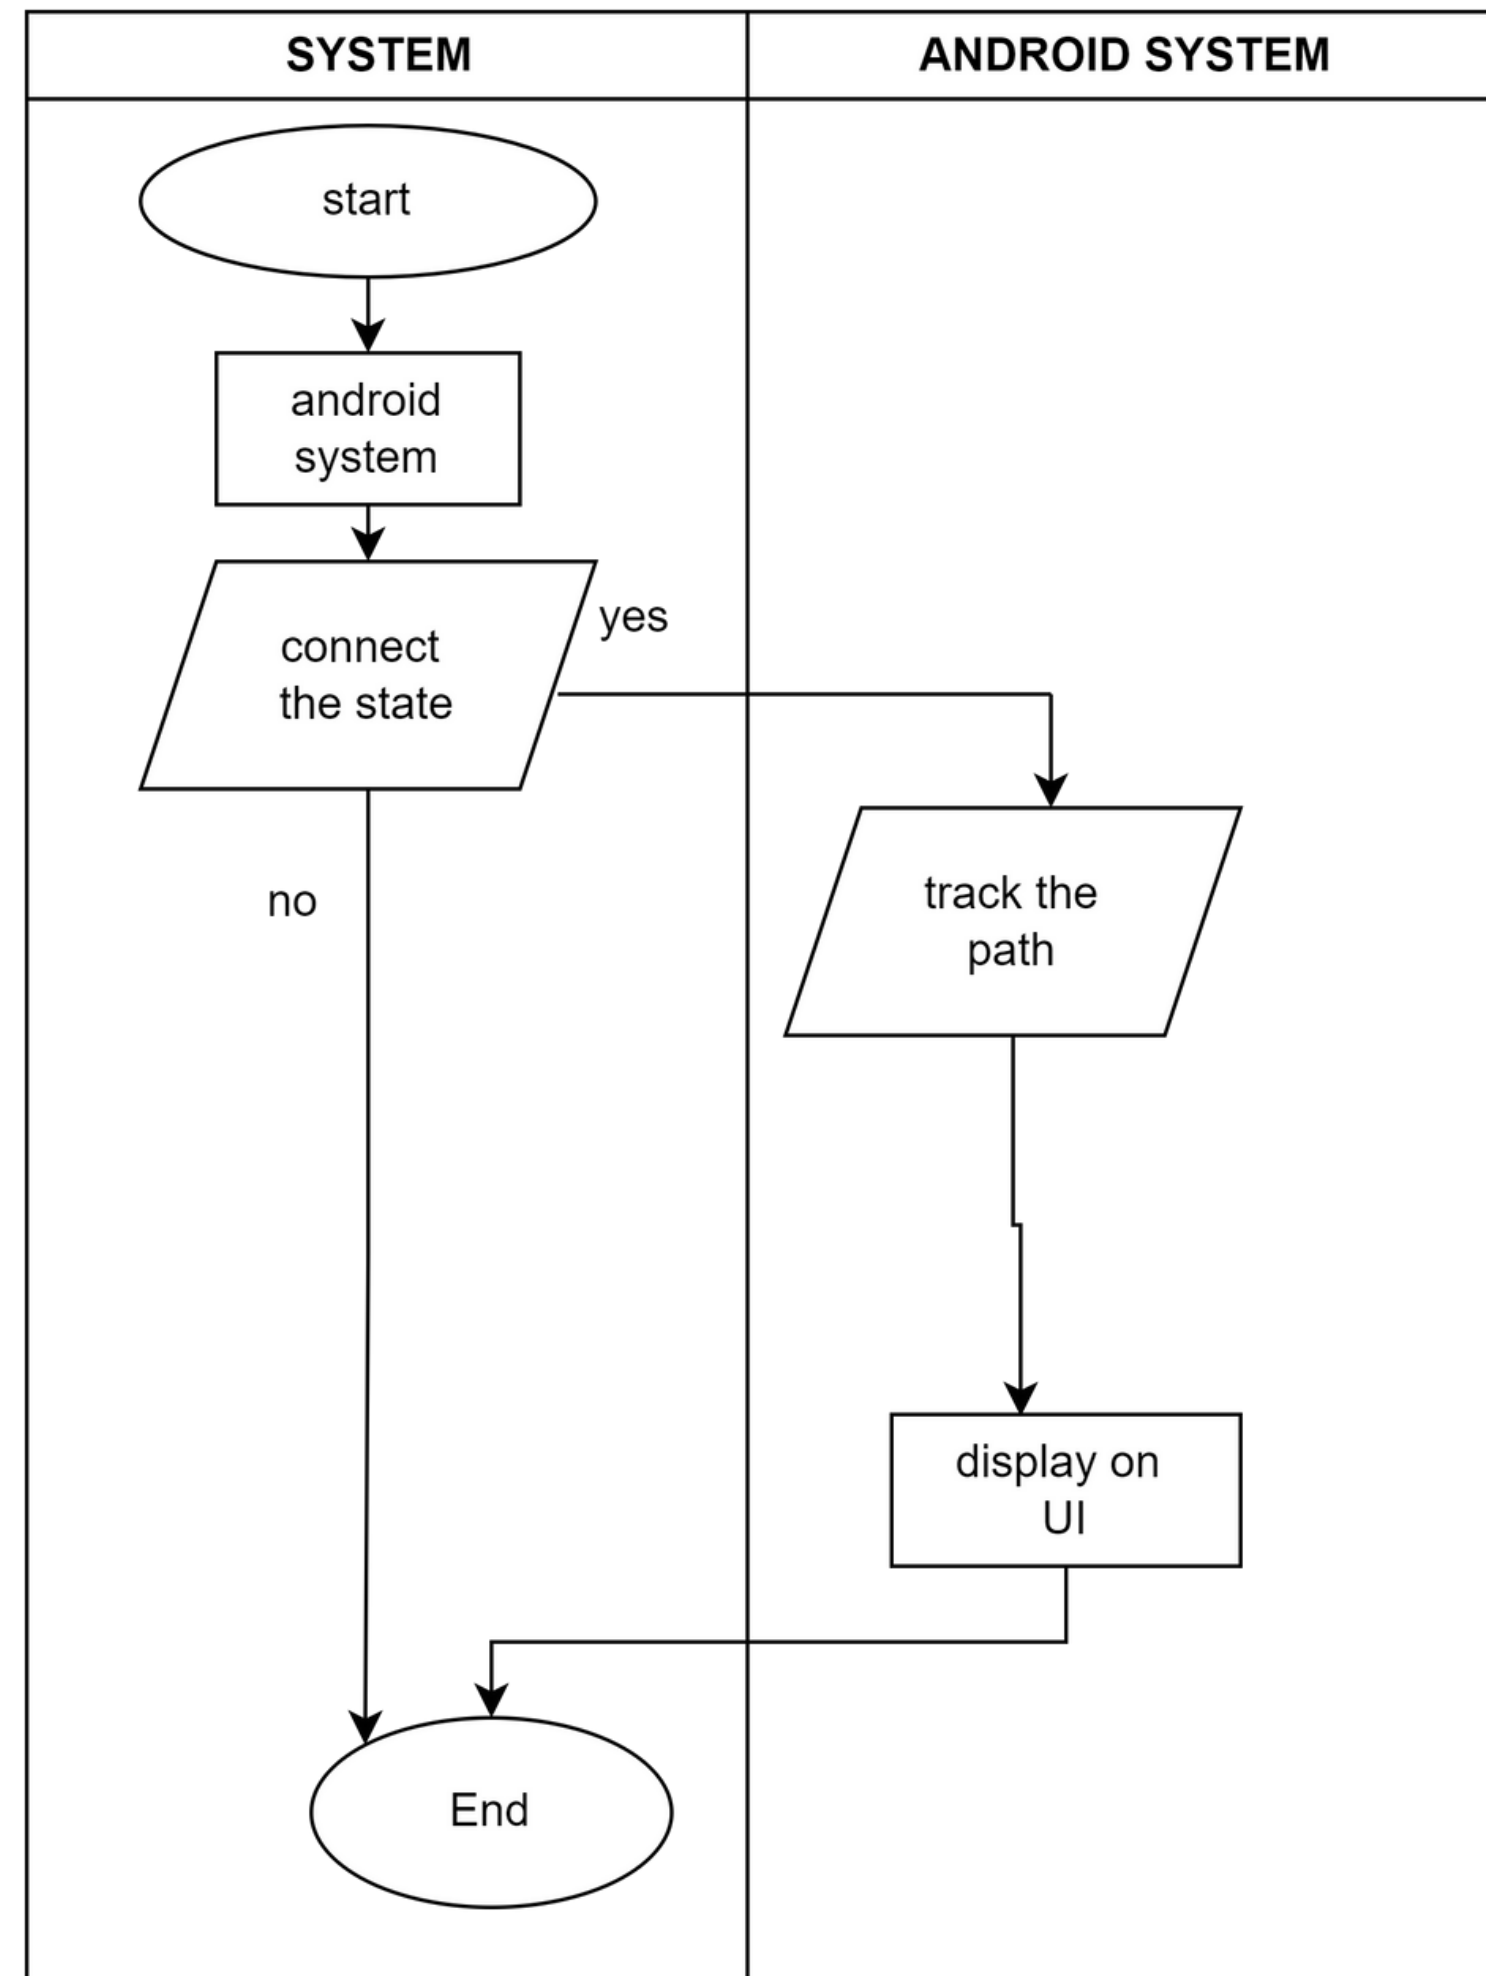 SYSTEM
ANDROID SYSTEM
start
android
system
connect
the state
yes
no
track the
path
display on
UI
End